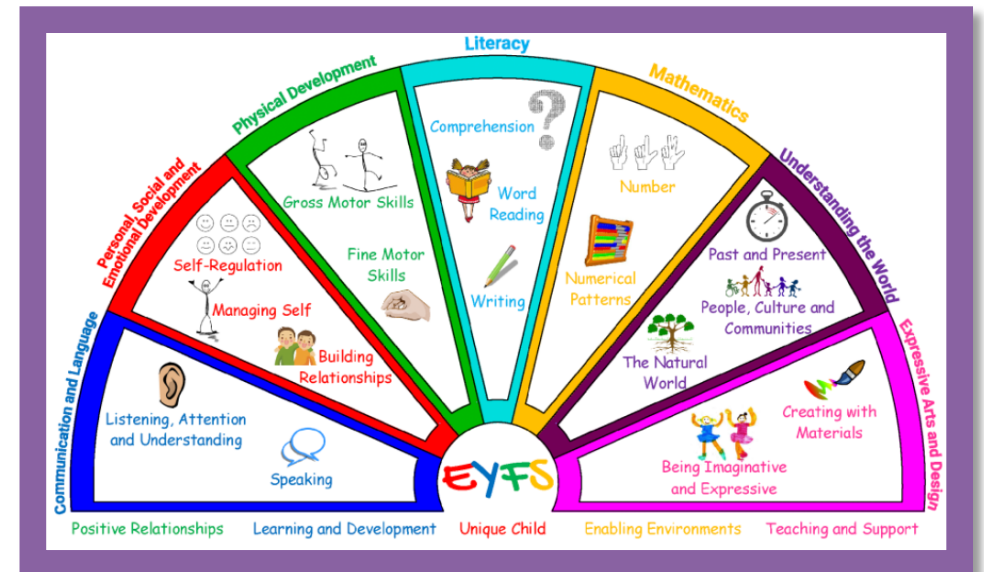 Communication and Language
Listening, Attention
and Understanding
Speaking
Personal, Social and
Emotional Development
Self-Regulation
Managing Self
Building
Relationships
Physical Development
Gross Motor Skills
Fine Motor
Skills
Literacy
Comprehension
Word
Reading
Writing
Mathematics
Number
Numerical
Patterns
Understanding the World
Past and Present
People, Culture and
Communities
The Natural
World
Expressive Arts and Design
Creating with
Materials
Being Imaginative
and Expressive
EYFS
Positive Relationships
Learning and Development
Unique Child
Enabling Environments
Teaching and Support